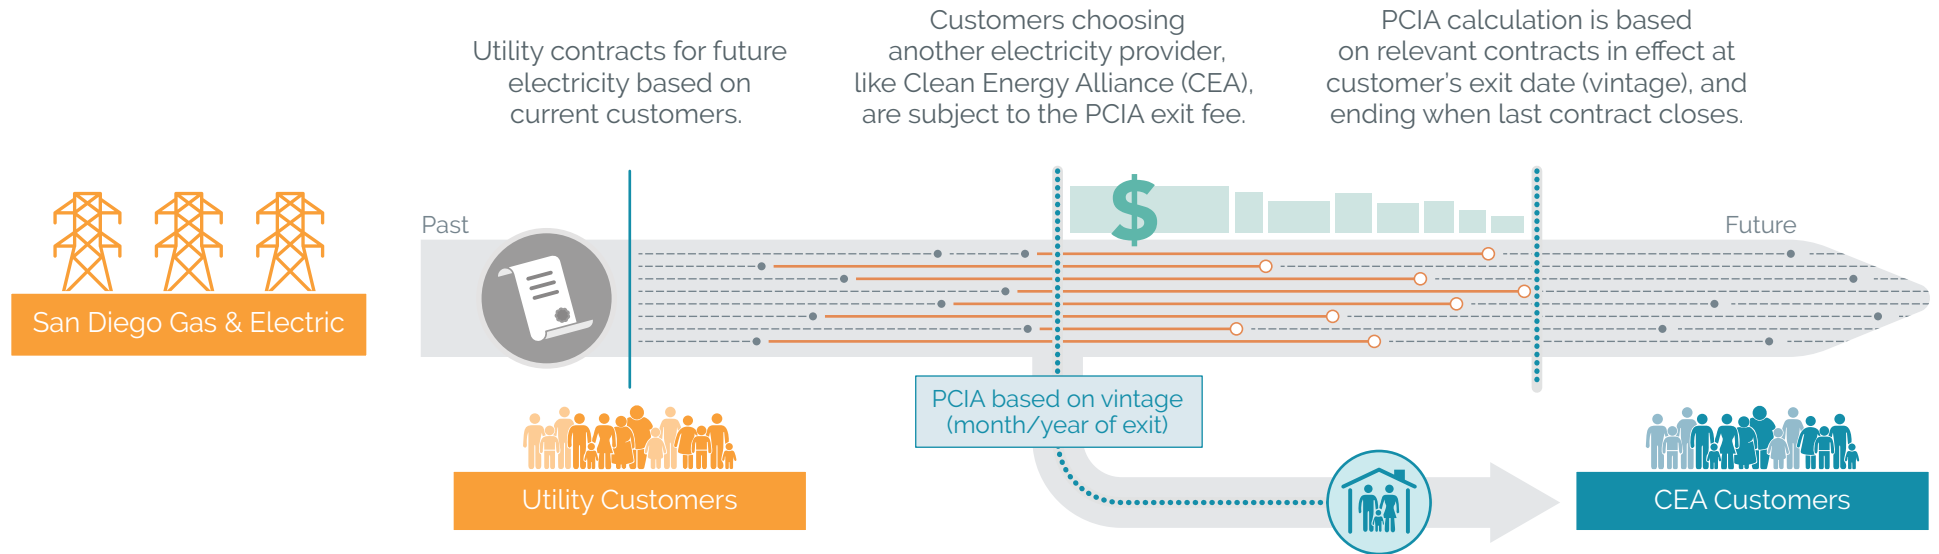 Utility contracts for future
electricity based on
current customers.
Customers choosing
another electricity provider,
like Clean Energy Alliance (CEA),
are subject to the PCIA exit fee.
PCIA calculation is based
on relevant contracts in effect at
customer's exit date (vintage), and
ending when last contract closes.
San Diego Gas & Electric
Past
$
Future
PCIA based on vintage
(month/year of exit)
Utility Customers
CEA Customers